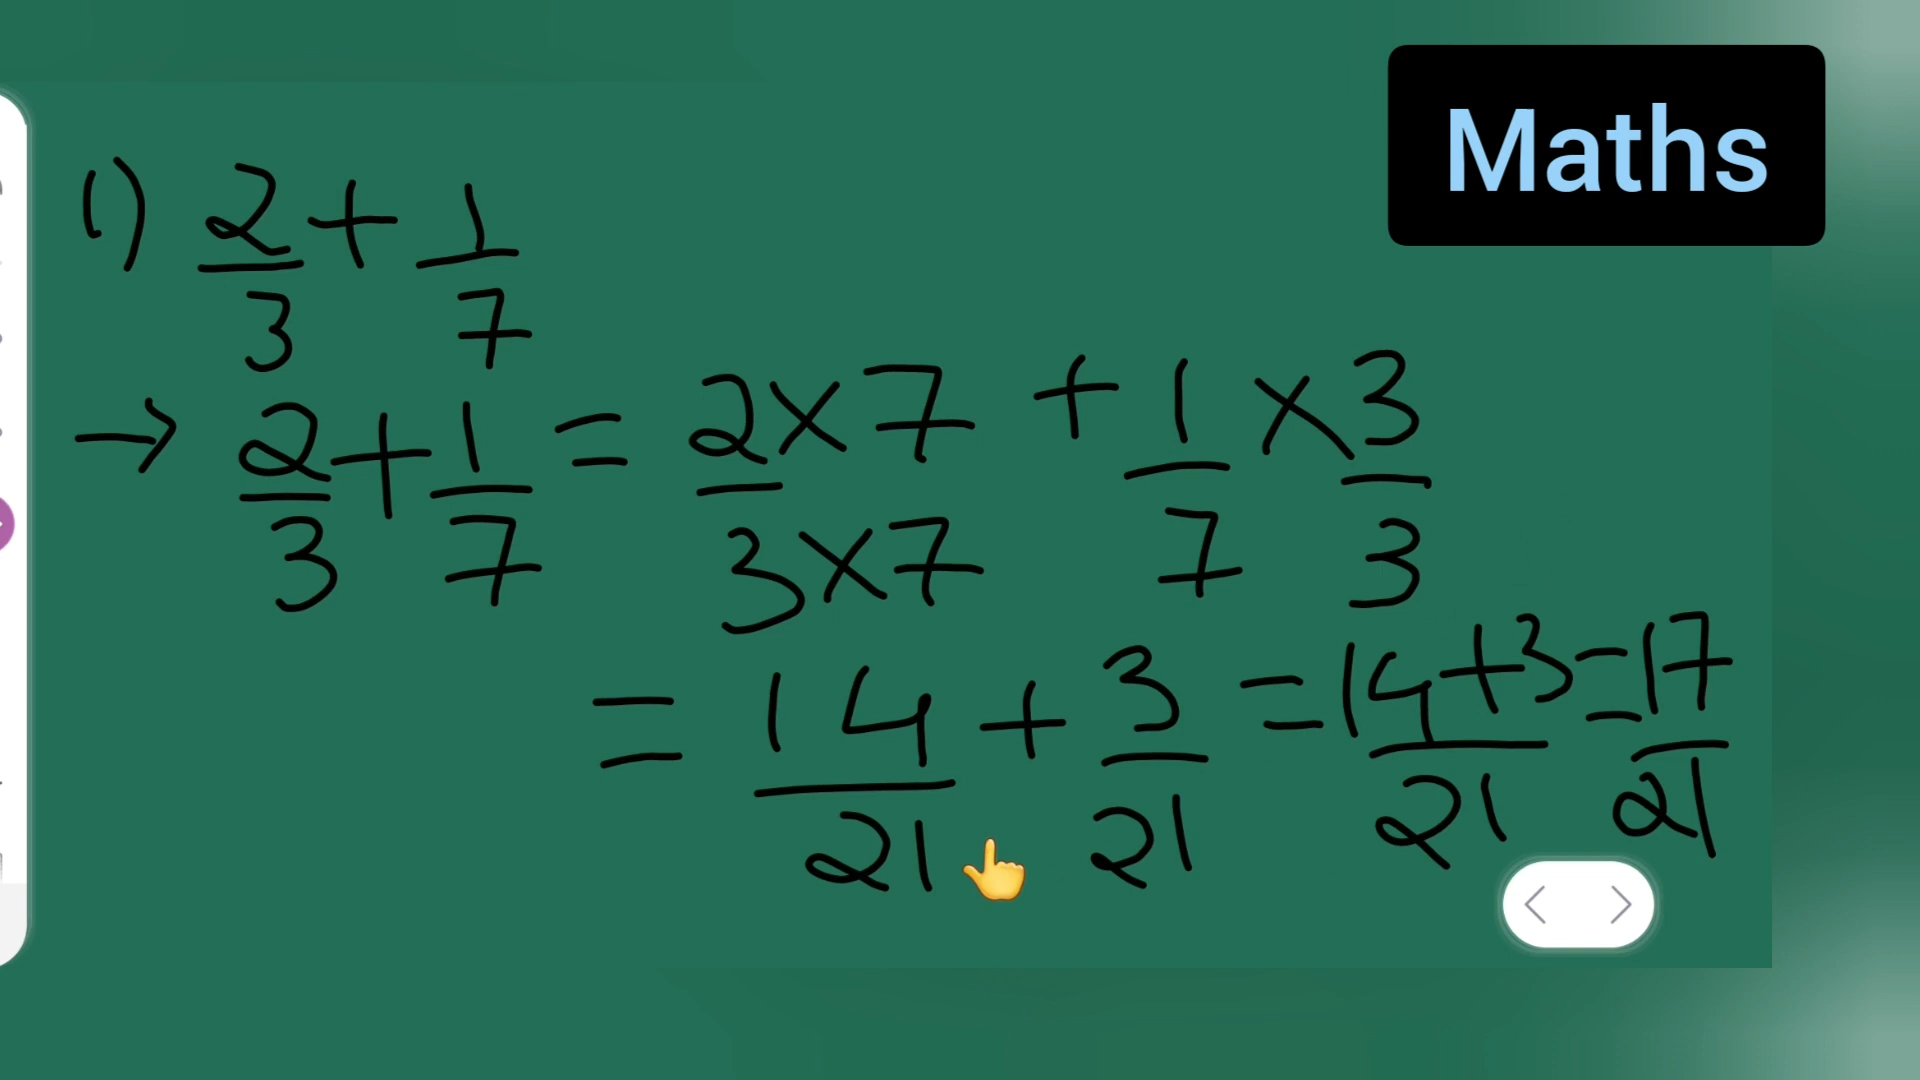 Maths
1) 2/3 + 1/7
→ 2/3 + 1/7 = 2×7/3×7 + 1/7 × 3/3
= 14/21 + 3/21 = 14+3/21 = 17/21